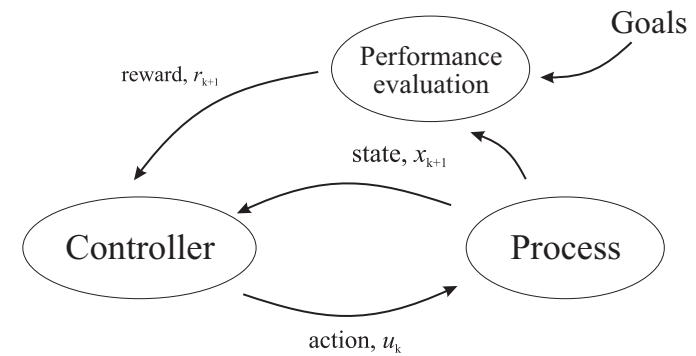 Goals
Performance
evaluation
reward, r_{k+1}
state, x_{k+1}
Controller
Process
action, u_k